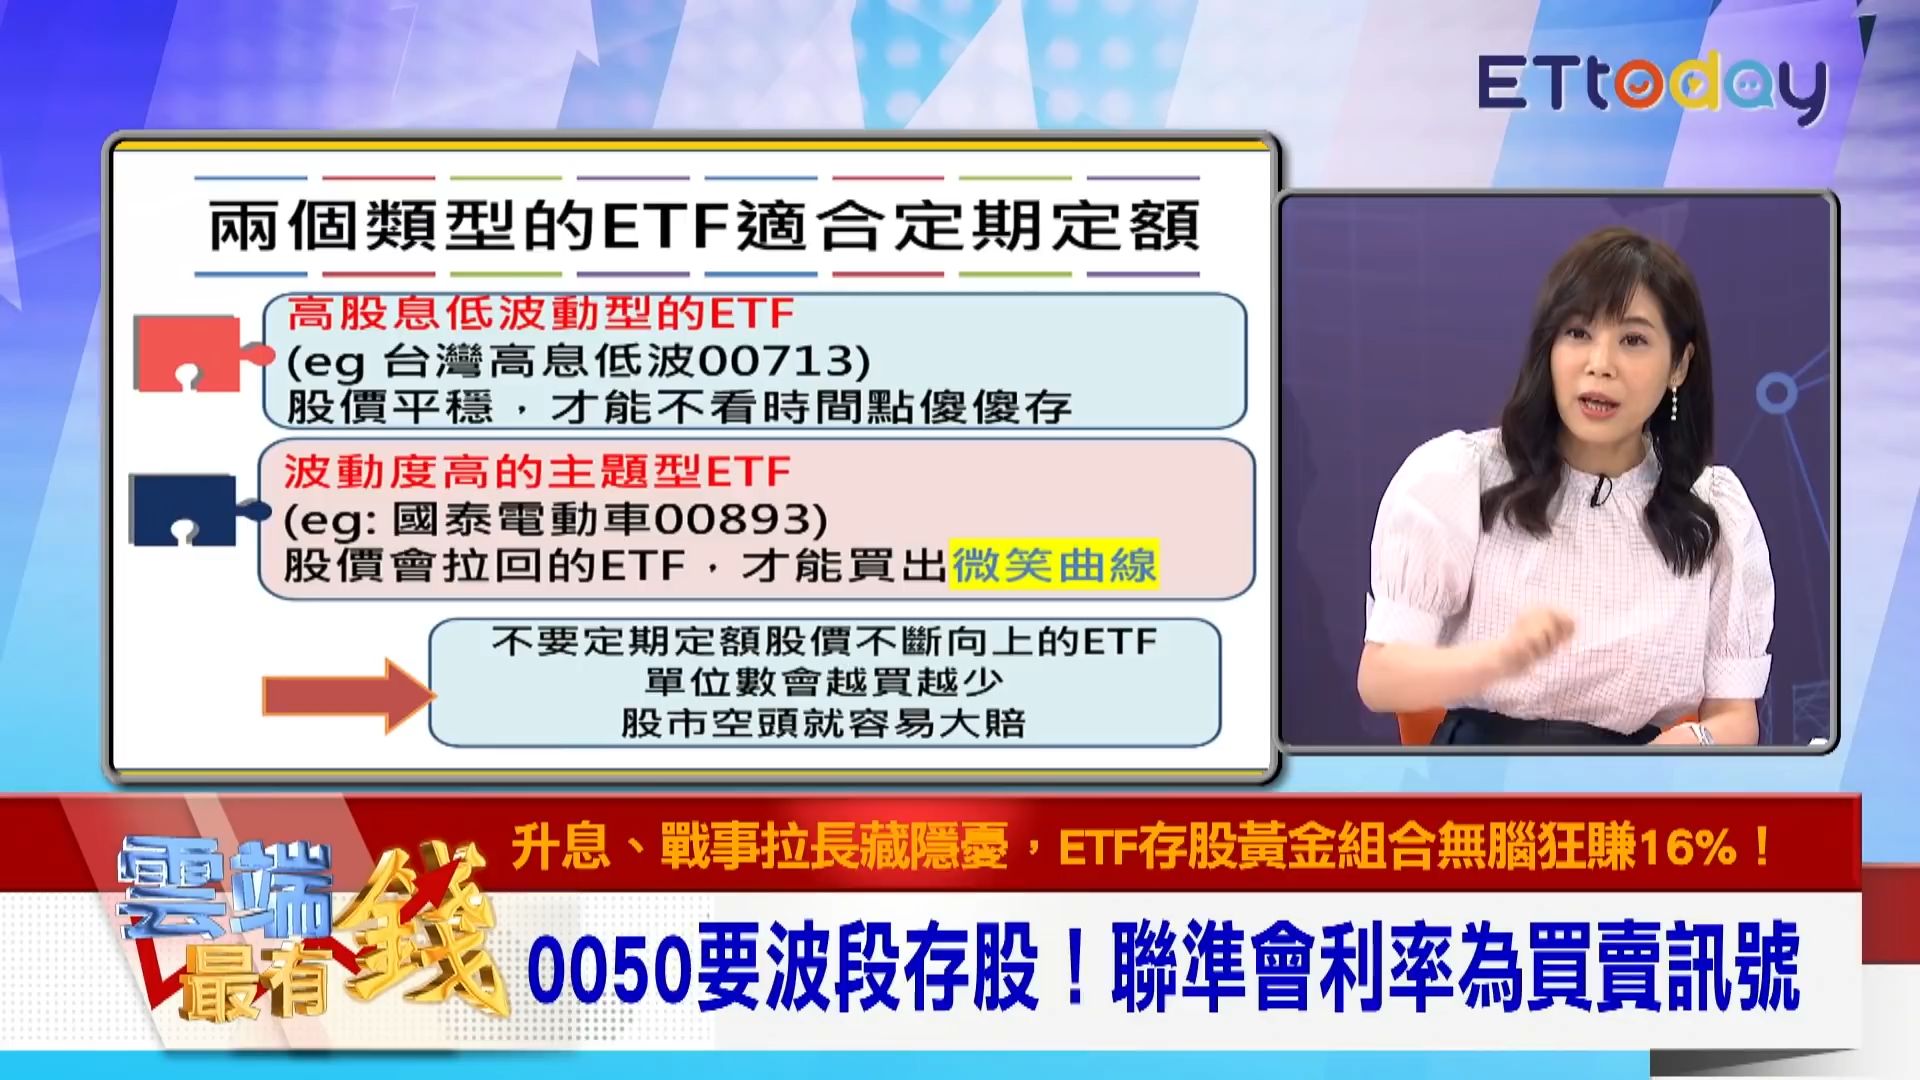 ETtoday
兩個類型的ETF適合定期定額
高股息低波動型的ETF
(eg 台灣高息低波00713)
股價平穩，才能不看時間點傻傻存
波動度高的主題型ETF
(eg: 國泰電動車00893)
股價會拉回的ETF，才能買出微笑曲線
不要定期定額股價不斷向上的ETF
單位數會越買越少
股市空頭就容易大賠
升息、戰事拉長藏隱憂，ETF存股黃金組合無腦狂賺16%！
雲端最有錢
0050要波段存股！聯準會利率為買賣訊號